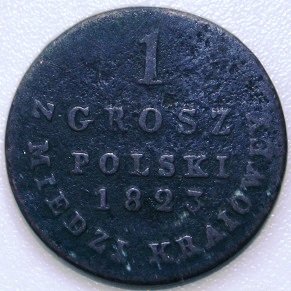 1
GROSZ
POLSKI
1823
Z MIEDZI KRAIOWEY